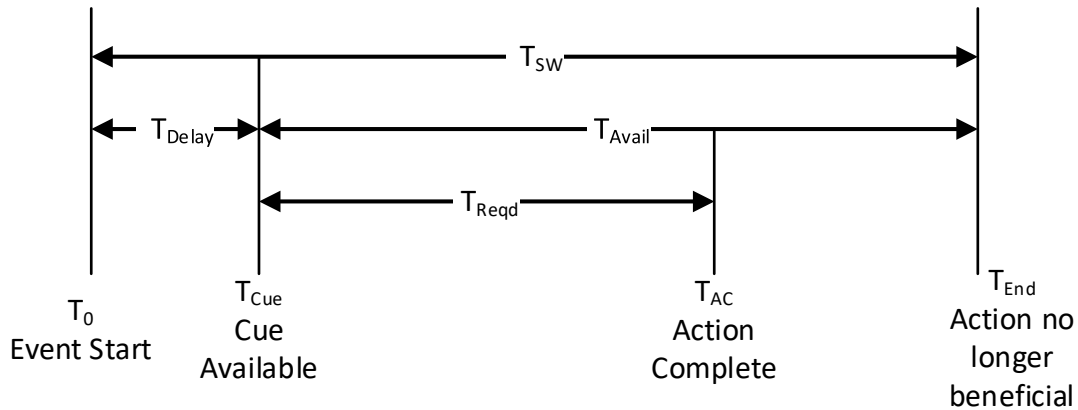 T_SW
T_Delay
T_Avail
T_Reqd
T_0
Event Start
T_Cue
Cue
Available
T_AC
Action
Complete
T_End
Action no
longer
beneficial